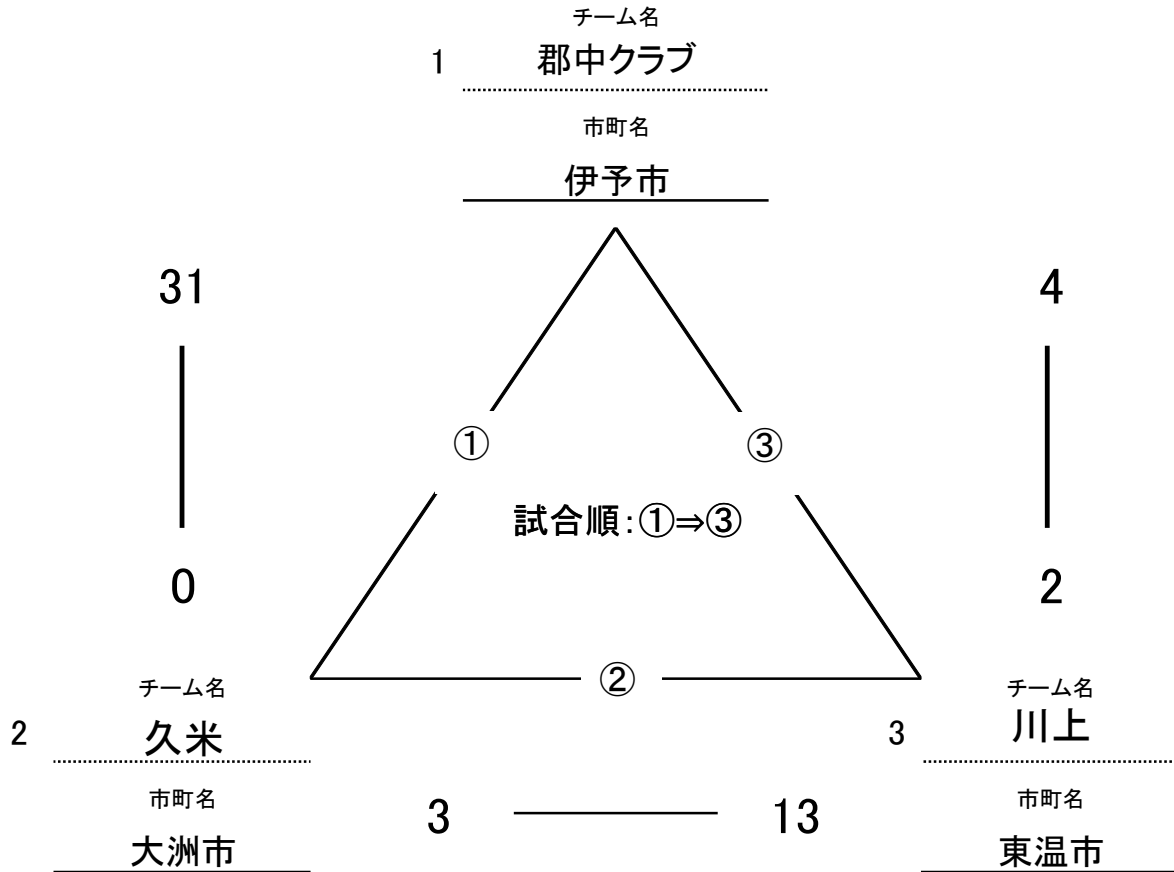 チーム名
1 郡中クラブ
市町名
伊予市
31 4
① ③
試合順:①⇒③
0 2
②
チーム名 チーム名
2 久米 3 川上
市町名 市町名
3 13
大洲市 東温市